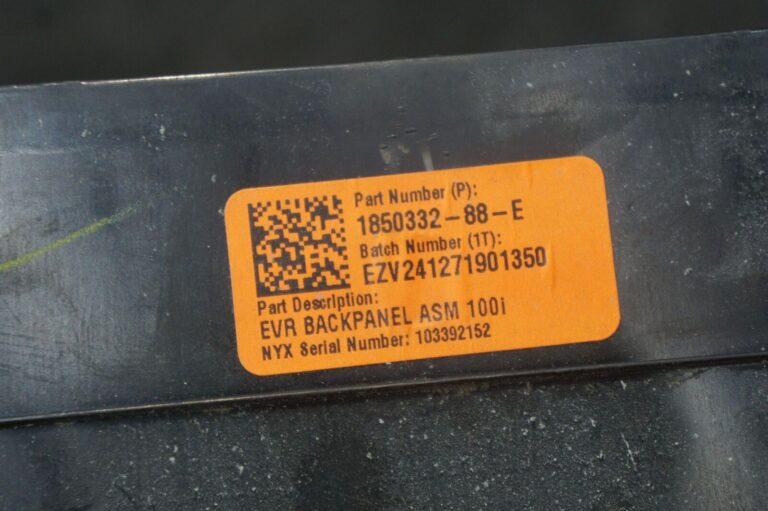 Part Number (P):
1850332-88-E
Batch Number (1T):
EZV241271901350
Part Description:
EVR BACKPANEL ASM 100i
NYX Serial Number: 103392152